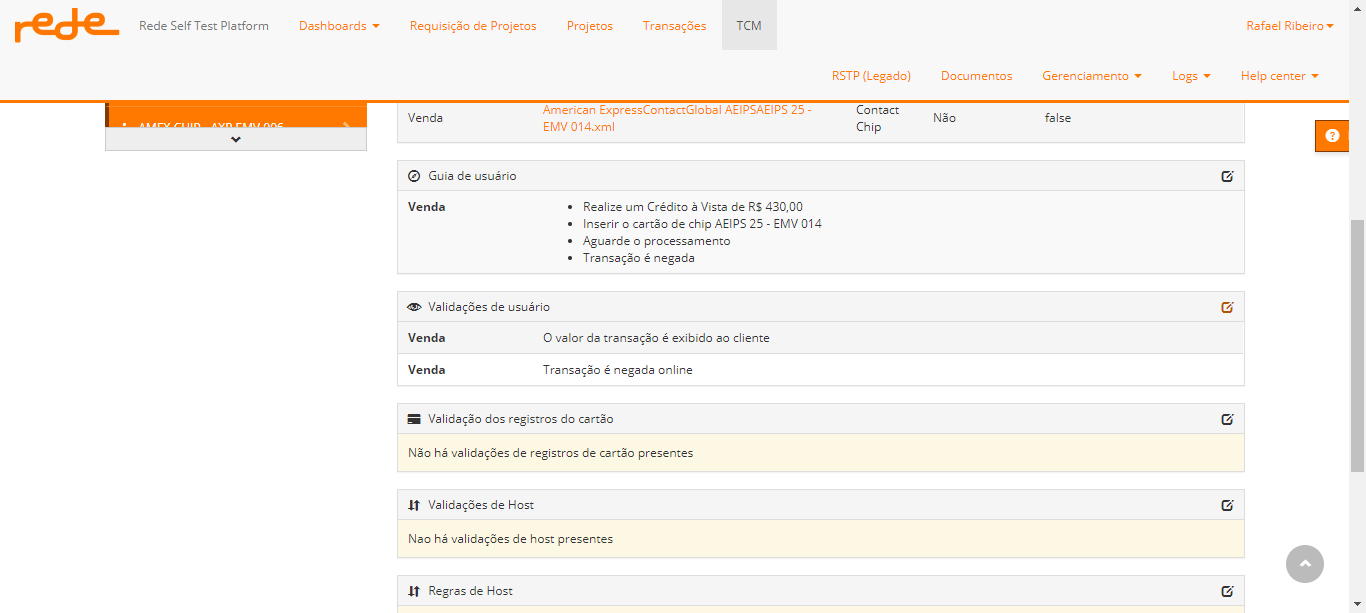 rede
Rede Self Test Platform
Dashboards
Requisição de Projetos
Projetos
Transações
TCM
Rafael Ribeiro
RSTP (Legado)
Documentos
Gerenciamento
Logs
Help center
AMEX CHIP - AXP EMV 006
Venda
American ExpressContactGlobal AEIPSAEIPS 25 -
EMV 014.xml
Contact
Chip
Não
false
Guia de usuário
Venda
Realize um Crédito à Vista de R$ 430,00
Inserir o cartão de chip AEIPS 25 - EMV 014
Aguarde o processamento
Transação é negada
Validações de usuário
Venda
O valor da transação é exibido ao cliente
Venda
Transação é negada online
Validação dos registros do cartão
Não há validações de registros de cartão presentes
Validações de Host
Nao há validações de host presentes
Regras de Host